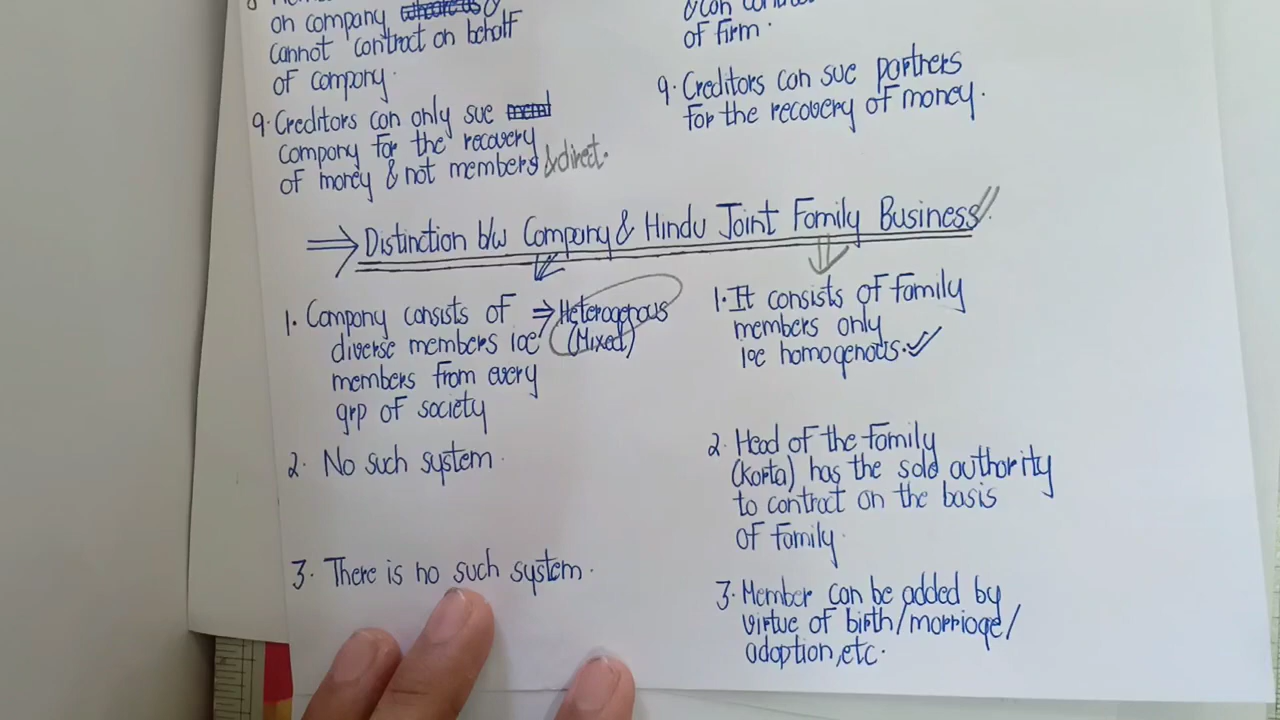 on company
cannot contract on behalf
of company.
9. Creditors can only sue
company for the recovery
of money & not members & direct.
of firm.
9. Creditors can sue partners
for the recovery of money.
⇒ Distinction b/w Company & Hindu Joint Family Business
1. Company consists of ⇒ Heterogenous
diverse members ie (Mixed)
members from every
grp of society
2. No such system.
3. There is no such system.
1. It consists of family
members only
ie homogenous.
2. Head of the family
(Karta) has the sole authority
to contract on the basis
of family.
3. Member can be added by
virtue of birth/marriage/
adoption, etc.